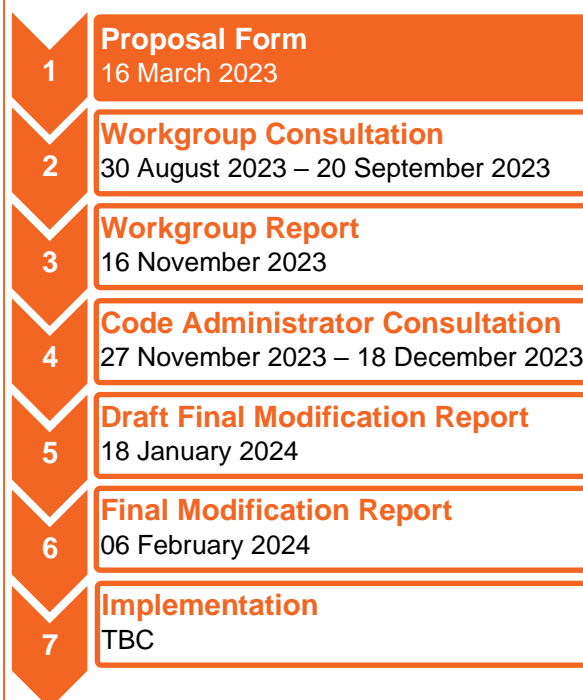 1
Proposal Form
16 March 2023
2
Workgroup Consultation
30 August 2023 – 20 September 2023
3
Workgroup Report
16 November 2023
4
Code Administrator Consultation
27 November 2023 – 18 December 2023
5
Draft Final Modification Report
18 January 2024
6
Final Modification Report
06 February 2024
7
Implementation
TBC